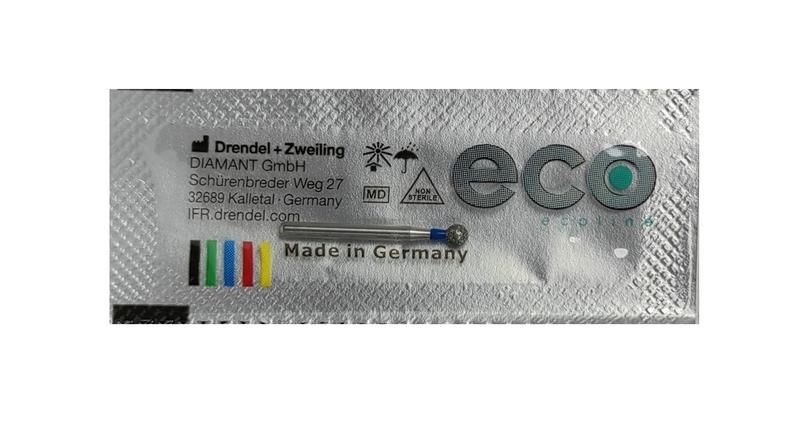 Drendel + Zweiling
DIAMANT GmbH
Schürenbreder Weg 27
32689 Kalletal · Germany
IFR.drendel.com
MD
NON
STERILE
eco
ecoline
Made in Germany